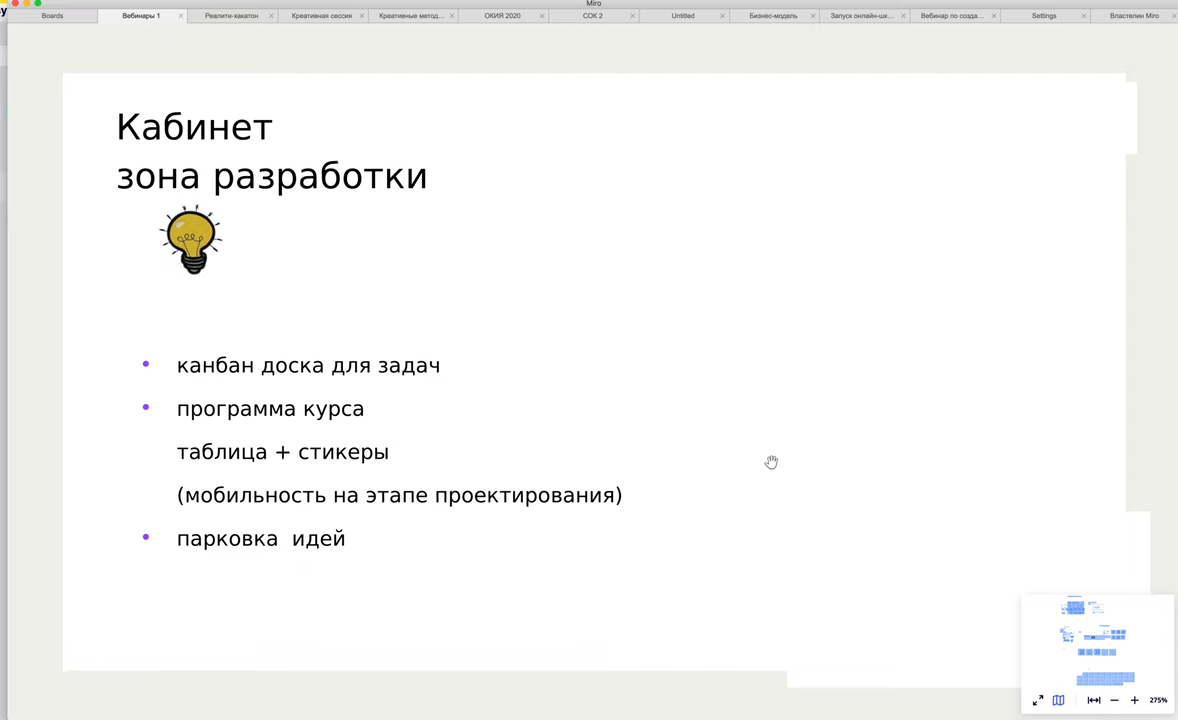 Miro
Boards
Вебинары 1
Реалити-хакатон
Креативная сессия
Креативные метод...
ОКИЯ 2020
СОК 2
Untitled
Бизнес-модель
Запуск онлайн-шк...
Вебинар по созда...
Settings
Властелин Miro
Кабинет
зона разработки
• канбан доска для задач
• программа курса
таблица + стикеры
(мобильность на этапе проектирования)
• парковка идей
275%